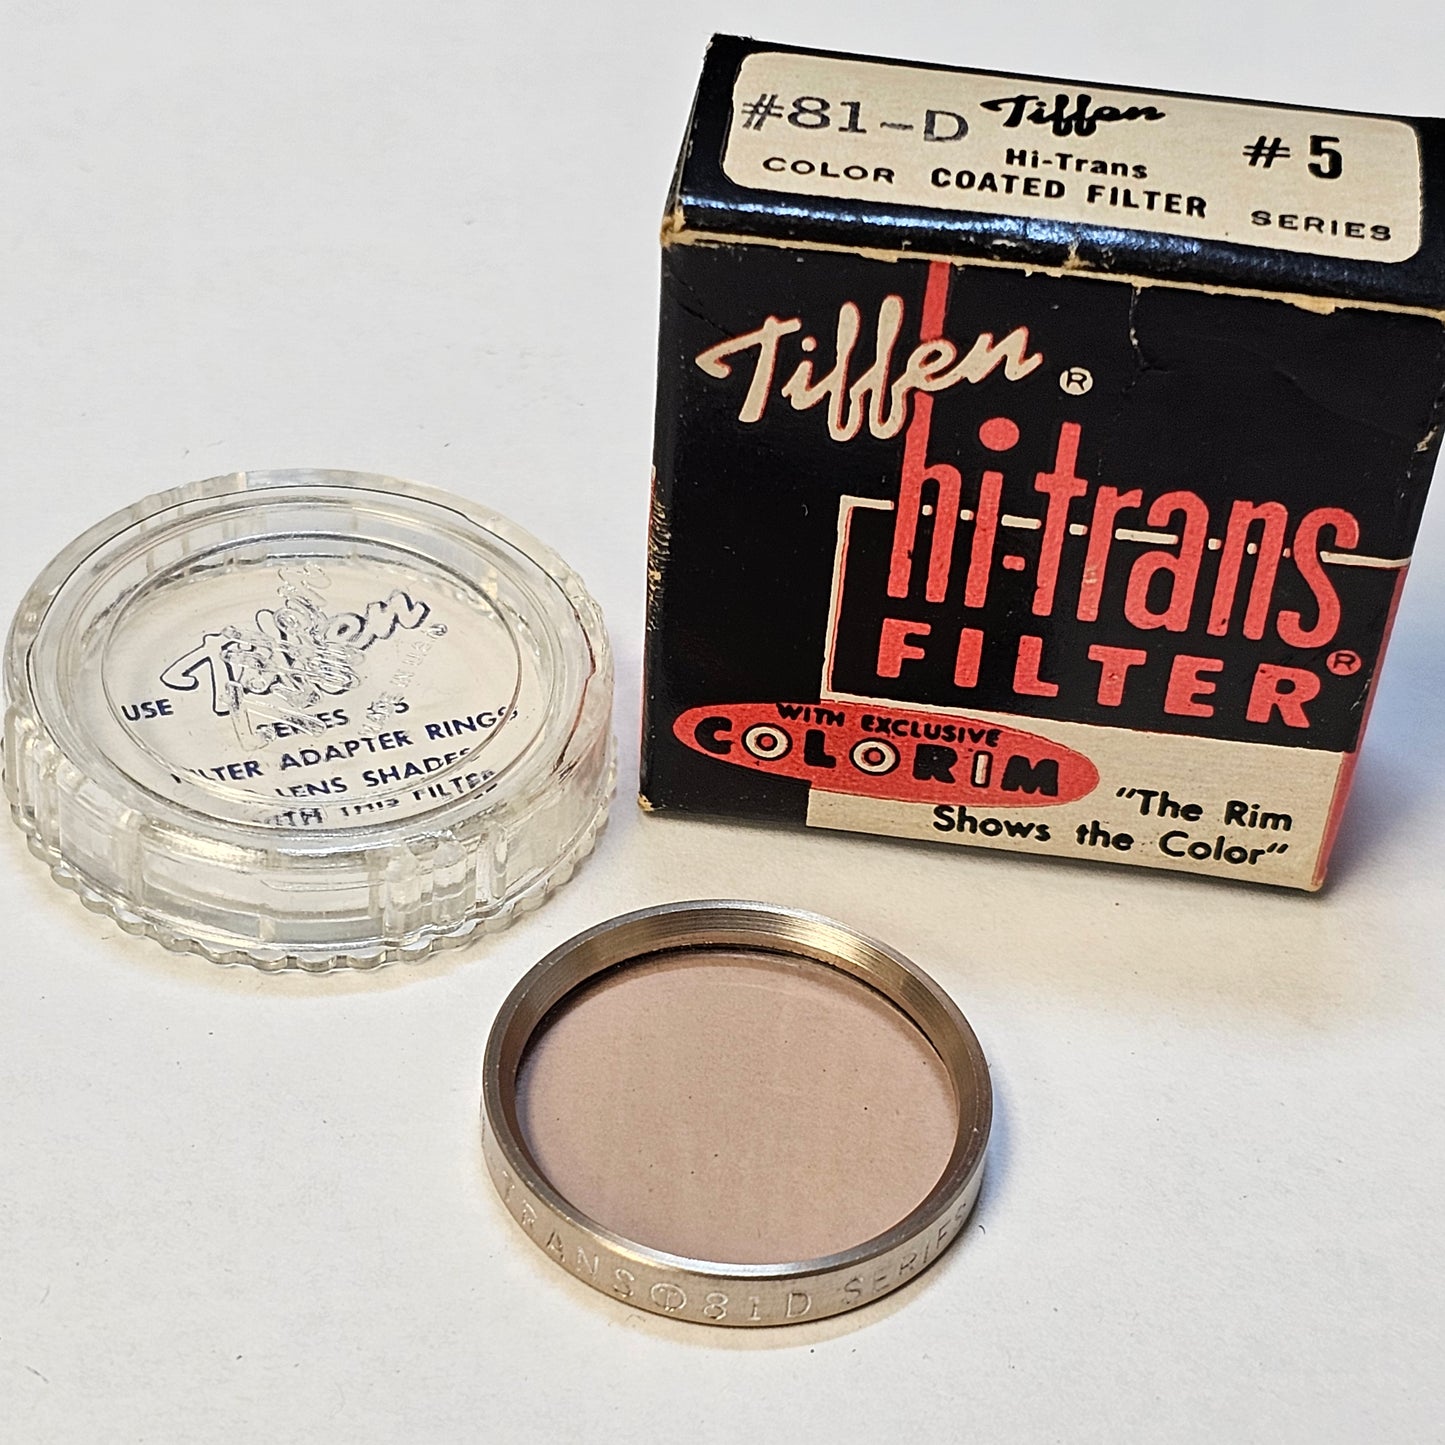 #81-D Tiffen #5
Hi-Trans
COLOR COATED FILTER SERIES
Tiffen®
hi-trans
FILTER®
WITH EXCLUSIVE
COLORIM
"The Rim
Shows the Color"
USE Tiffen®
SERIES
FILTER ADAPTER RINGS
LENS SHADES
WITH THIS FILTER
TRANS Ⓣ 81D SERIES